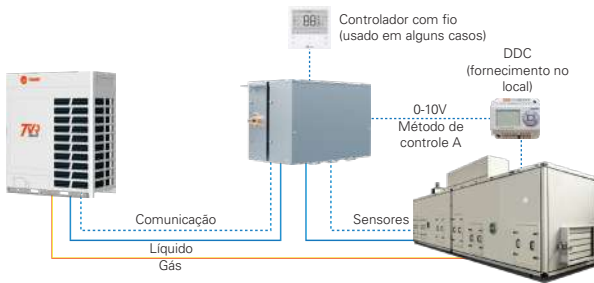 Controlador com fio
(usado em alguns casos)
DDC
(fornecimento no
local)
TRANE
TVR
0-10V
Método de
controle A
Comunicação
Sensores
Líquido
Gás